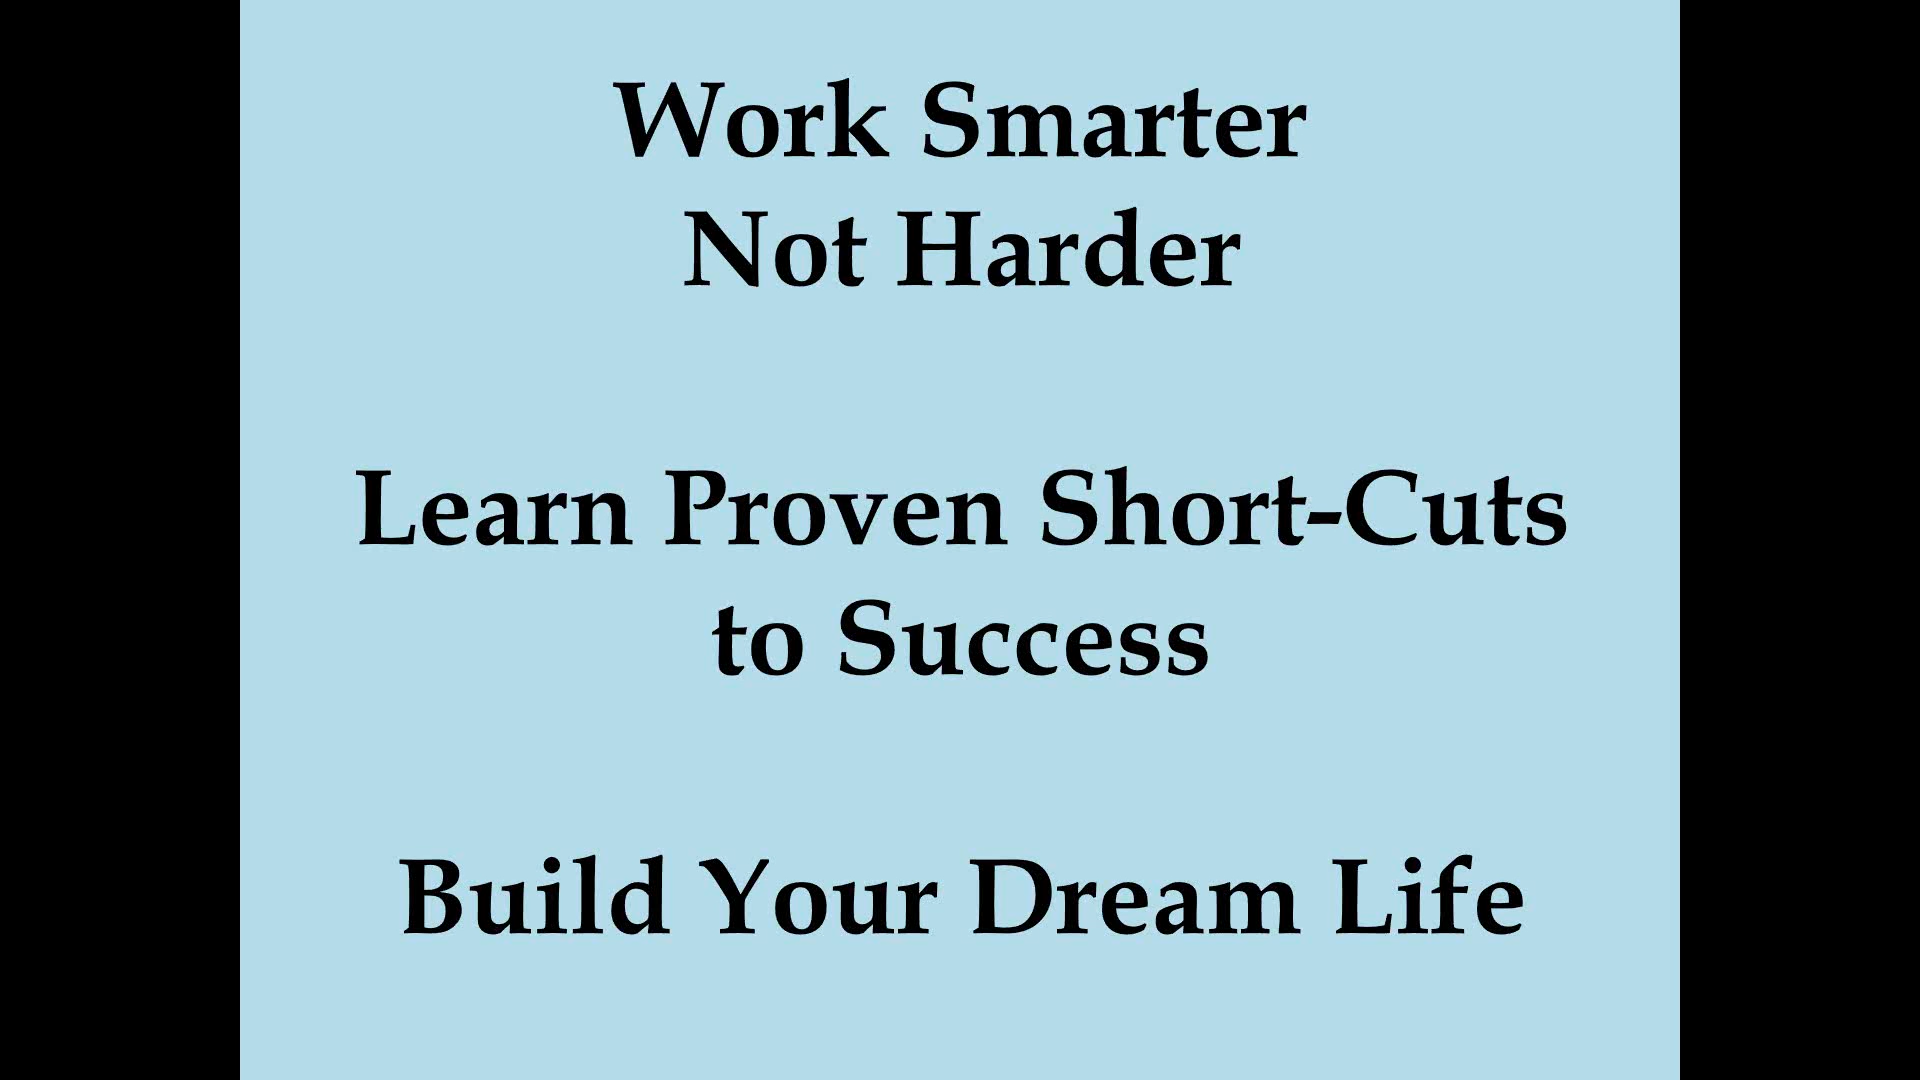 Work Smarter
Not Harder
Learn Proven Short-Cuts
to Success
Build Your Dream Life